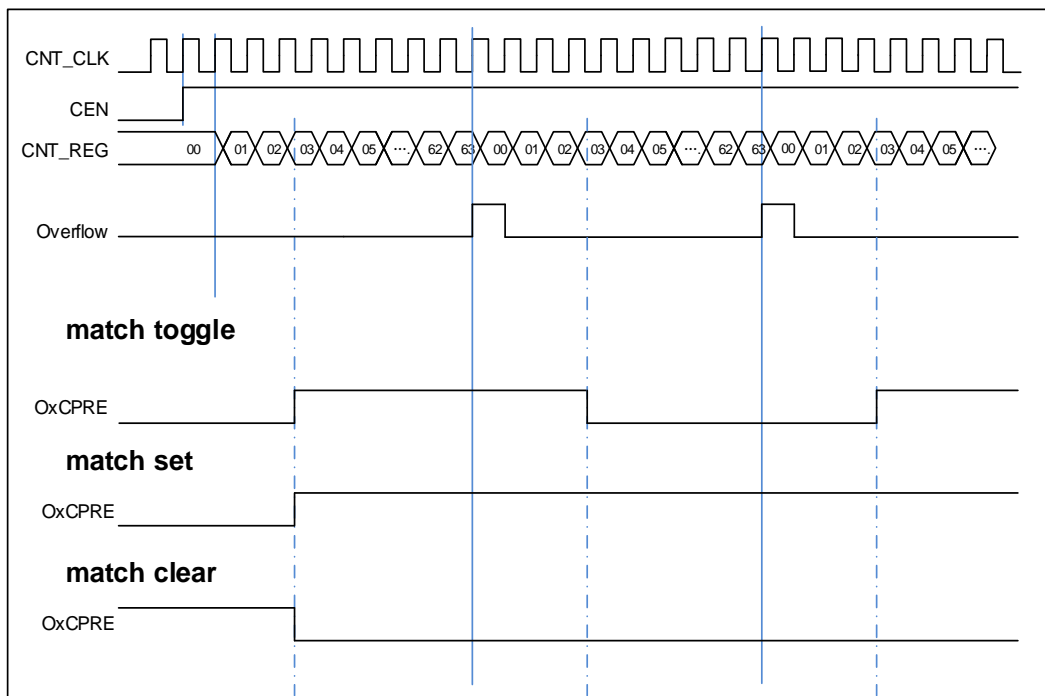 CNT_CLK
CEN
CNT_REG 00 01 02 03 04 05 ···. 62 63 00 01 02 03 04 05 ···. 62 63 00 01 02 03 04 05 ···.
Overflow
match toggle
OxCPRE
match set
OxCPRE
match clear
OxCPRE